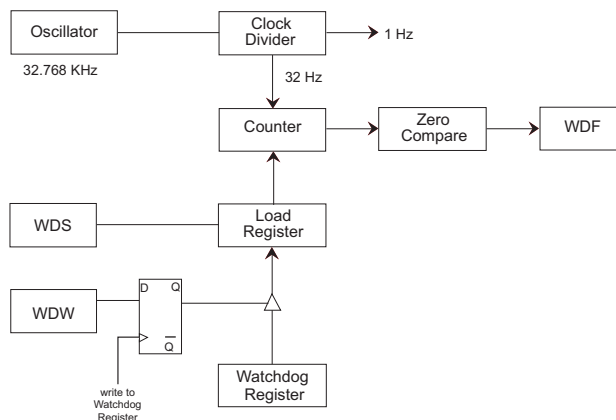 Oscillator
Clock
Divider
1 Hz
32.768 KHz
32 Hz
Counter
Zero
Compare
WDF
WDS
Load
Register
WDW
D
Q
Q
Watchdog
Register
write to
Watchdog
Register